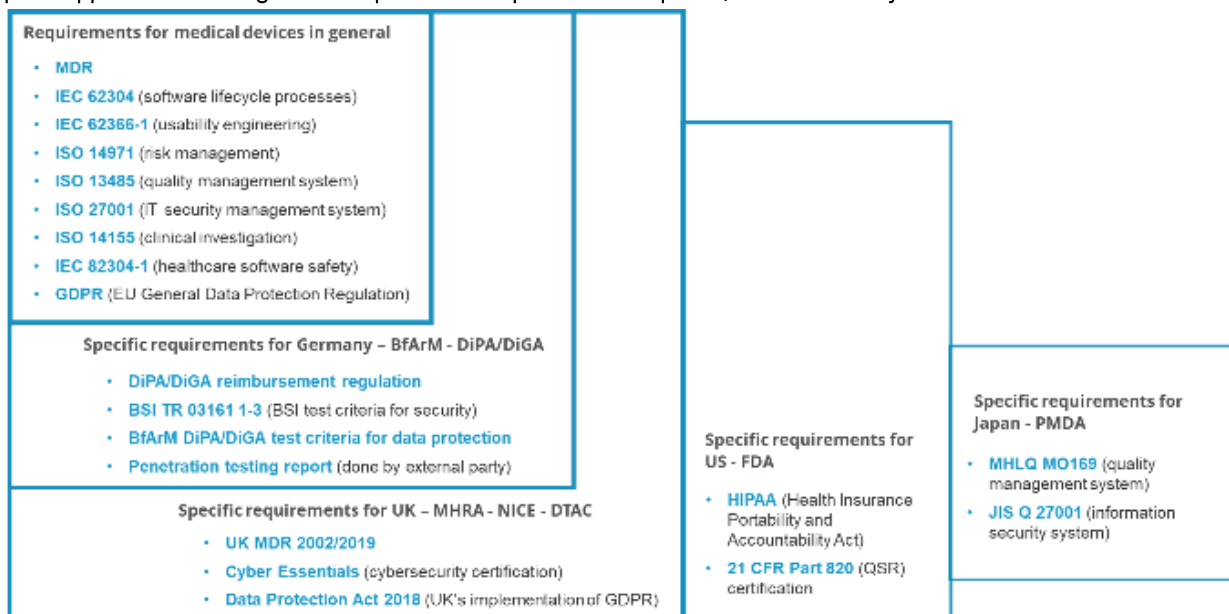 Requirements for medical devices in general
• MDR
• IEC 62304 (software lifecycle processes)
• IEC 62366-1 (usability engineering)
• ISO 14971 (risk management)
• ISO 13485 (quality management system)
• ISO 27001 (IT security management system)
• ISO 14155 (clinical investigation)
• IEC 82304-1 (healthcare software safety)
• GDPR (EU General Data Protection Regulation)
Specific requirements for Germany – BfArM - DiPA/DiGA
• DiPA/DiGA reimbursement regulation
• BSI TR 03161 1-3 (BSI test criteria for security)
• BfArM DiPA/DiGA test criteria for data protection
• Penetration testing report (done by external party)
Specific requirements for UK – MHRA - NICE - DTAC
• UK MDR 2002/2019
• Cyber Essentials (cybersecurity certification)
• Data Protection Act 2018 (UK's implementation of GDPR)
Specific requirements for
US - FDA
• HIPAA (Health Insurance
Portability and
Accountability Act)
• 21 CFR Part 820 (QSR)
certification
Specific requirements for
Japan - PMDA
• MHLQ MO169 (quality
management system)
• JIS Q 27001 (information
security system)